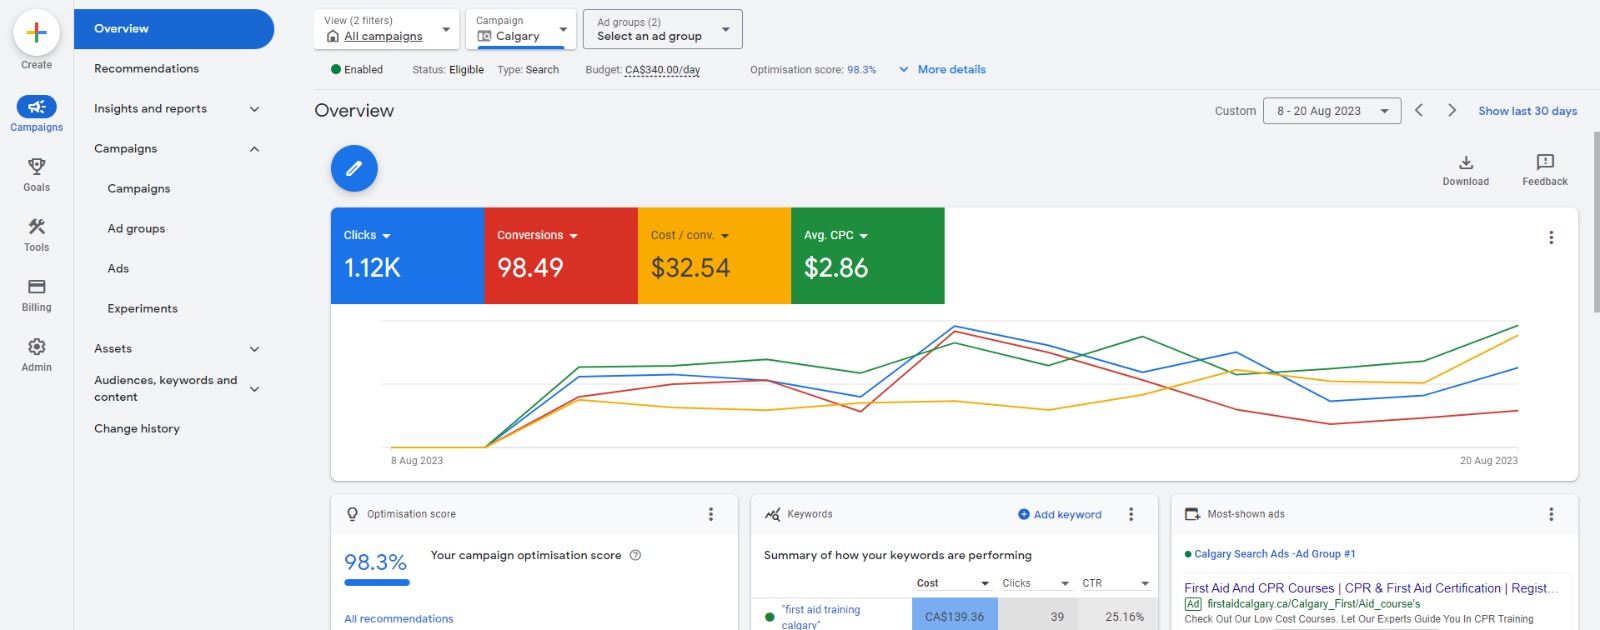 Create
Campaigns
Goals
Tools
Billing
Admin
Overview
Recommendations
Insights and reports
Campaigns
Campaigns
Ad groups
Ads
Experiments
Assets
Audiences, keywords and
content
Change history
View (2 filters)
All campaigns
Campaign
Calgary
Ad groups (2)
Select an ad group
Enabled Status: Eligible Type: Search Budget: CA$340.00/day Optimisation score: 98.3% More details
Overview
Custom 8 - 20 Aug 2023 Show last 30 days
Download Feedback
Clicks
1.12K
Conversions
98.49
Cost / conv.
$32.54
Avg. CPC
$2.86
8 Aug 2023 20 Aug 2023
Optimisation score
98.3% Your campaign optimisation score
All recommendations
Keywords Add keyword
Summary of how your keywords are performing
Cost Clicks CTR
"first aid training
calgary"
CA$139.36 39 25.16%
Most-shown ads
Calgary Search Ads -Ad Group #1
First Aid And CPR Courses | CPR & First Aid Certification | Regist...
Ad firstaidcalgary.ca/Calgary_First/Aid_course's
Check Out Our Low Cost Courses. Let Our Experts Guide You In CPR Training